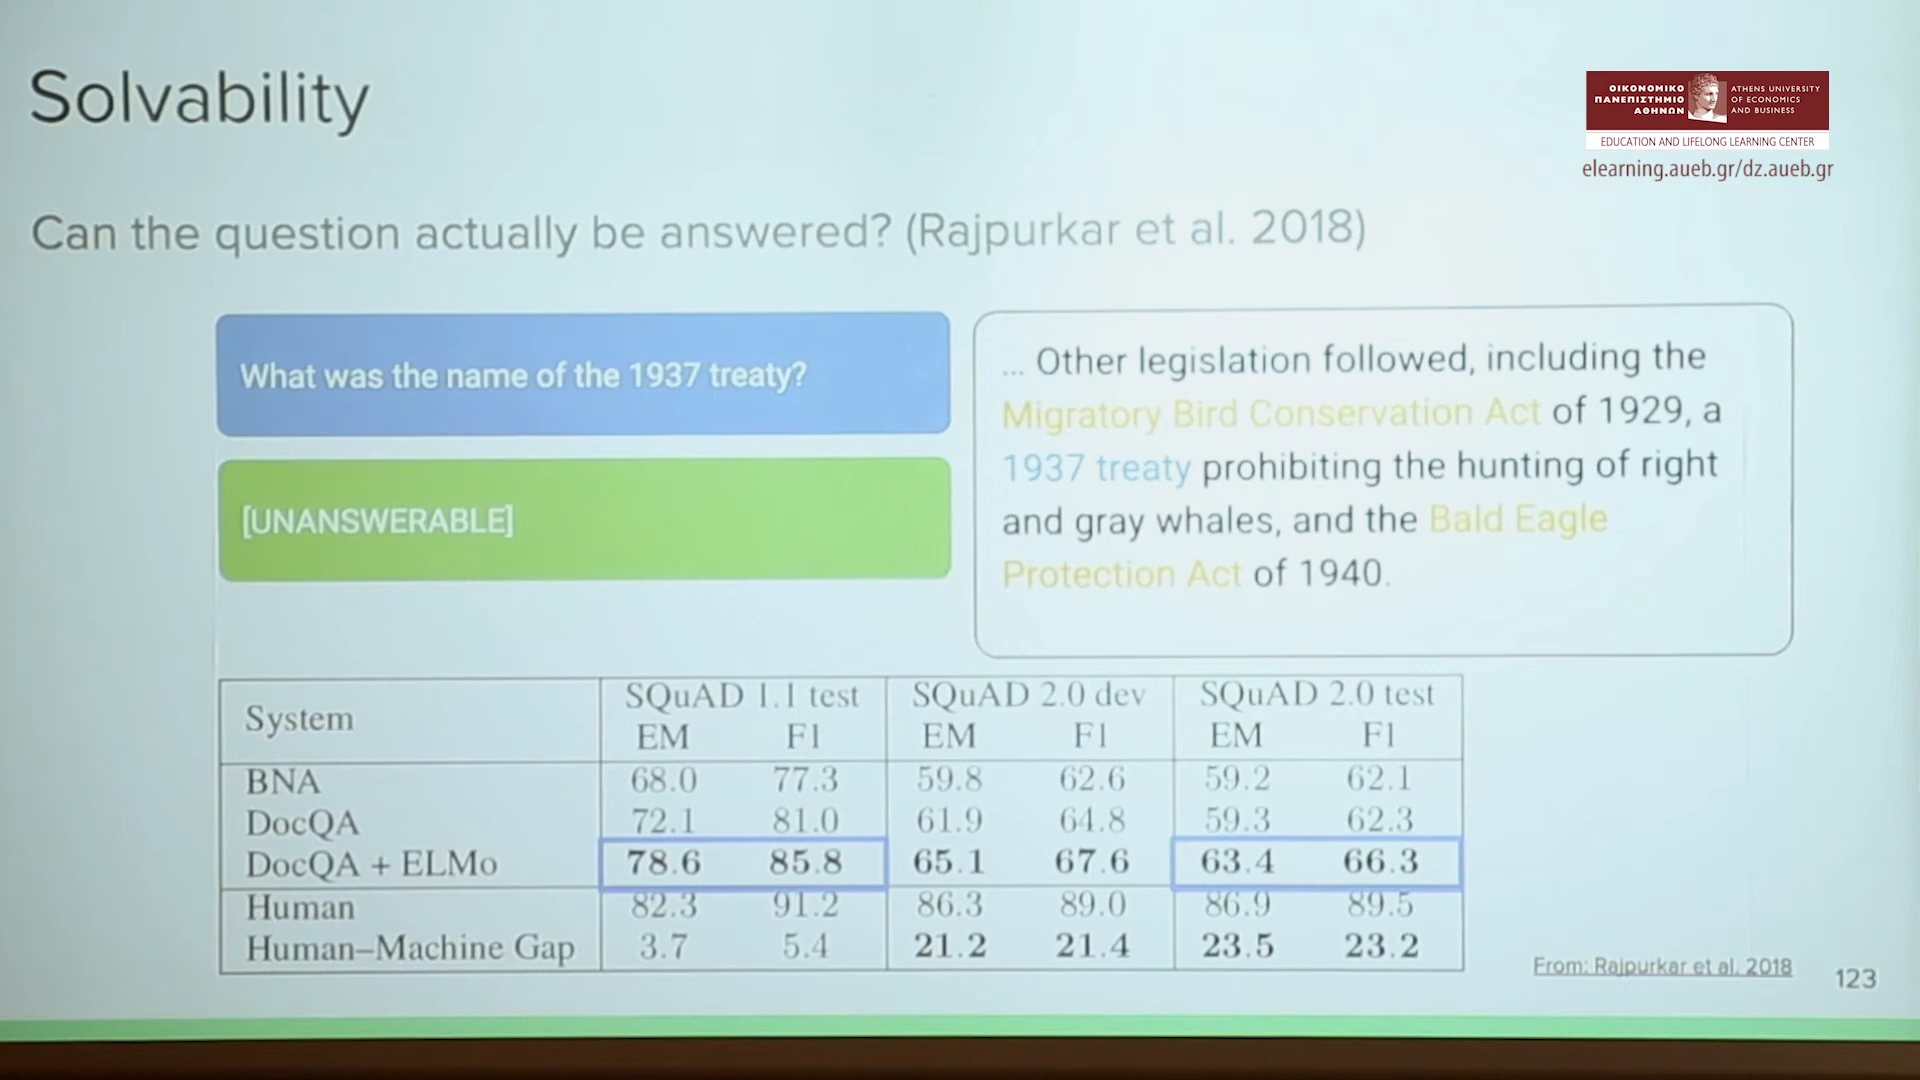 Solvability
ΟΙΚΟΝΟΜΙΚΟ
ΠΑΝΕΠΙΣΤΗΜΙΟ
ΑΘΗΝΩΝ
ATHENS UNIVERSITY
OF ECONOMICS
AND BUSINESS
EDUCATION AND LIFELONG LEARNING CENTER
elearning.aueb.gr/dz.aueb.gr
Can the question actually be answered? (Rajpurkar et al. 2018)
What was the name of the 1937 treaty?
[UNANSWERABLE]
... Other legislation followed, including the
Migratory Bird Conservation Act of 1929, a
1937 treaty prohibiting the hunting of right
and gray whales, and the Bald Eagle
Protection Act of 1940.
System SQuAD 1.1 test SQuAD 2.0 dev SQuAD 2.0 test
EM F1 EM F1 EM F1
BNA 68.0 77.3 59.8 62.6 59.2 62.1
DocQA 72.1 81.0 61.9 64.8 59.3 62.3
DocQA + ELMo 78.6 85.8 65.1 67.6 63.4 66.3
Human 82.3 91.2 86.3 89.0 86.9 89.5
Human–Machine Gap 3.7 5.4 21.2 21.4 23.5 23.2
From: Rajpurkar et al. 2018
123